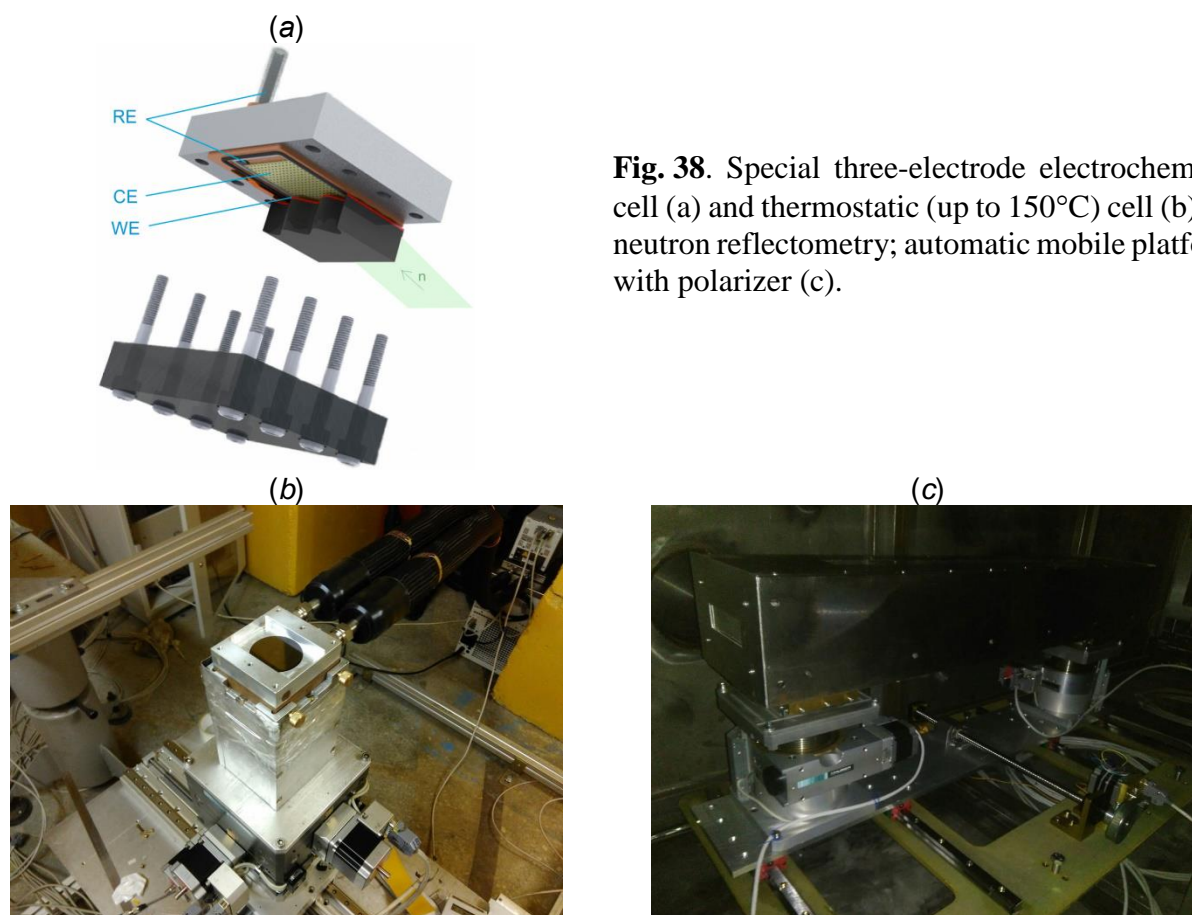 (a)
RE
CE
WE
n
Fig. 38. Special three-electrode electrochem
cell (a) and thermostatic (up to 150°C) cell (b)
neutron reflectometry; automatic mobile platfo
with polarizer (c).
(b)
(c)